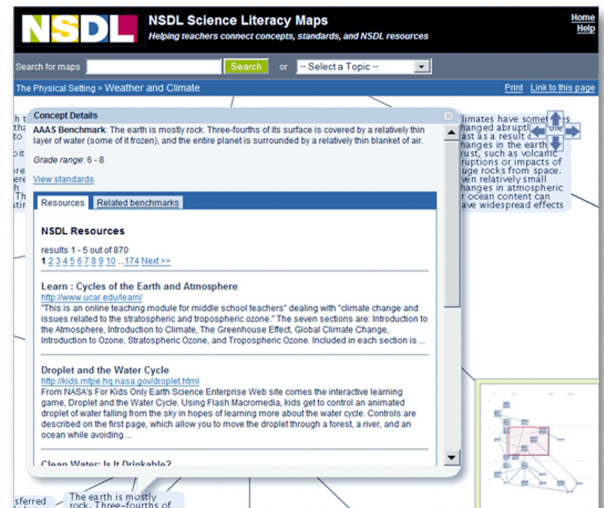 NSDL
NSDL Science Literacy Maps
Helping teachers connect concepts, standards, and NSDL resources
Home
Help
Search for maps
Search
or
-- Select a Topic --
The Physical Setting > Weather and Climate
Print
Link to this page
Concept Details
AAAS Benchmark: The earth is mostly rock. Three-fourths of its surface is covered by a relatively thin
layer of water (some of it frozen), and the entire planet is surrounded by a relatively thin blanket of air.
Grade range: 6 - 8
View standards
Resources
Related benchmarks
NSDL Resources
results 1 - 5 out of 870
1 2 3 4 5 6 7 8 9 10 ...174 Next >>
Learn : Cycles of the Earth and Atmosphere
http://www.ucar.edu/learn/
"This is an online teaching module for middle school teachers" dealing with "climate change and
issues related to the stratospheric and tropospheric ozone." The seven sections are: Introduction to
the Atmosphere, Introduction to Climate, The Greenhouse Effect, Global Climate Change,
Introduction to Ozone, Stratospheric Ozone, and Tropospheric Ozone. Included in each section is ...
Droplet and the Water Cycle
http://kids.mtpe.hq.nasa.gov/droplet.html
From NASA's For Kids Only Earth Science Enterprise Web site comes the interactive learning
game, Droplet and the Water Cycle. Using Flash Macromedia, kids get to control an animated
droplet of water falling from the sky in hopes of learning more about the water cycle. Controls are
described on the first page, which allow you to move the droplet through a forest, a river, and an
ocean while avoiding ...
Clean Water: Is It Drinkable?
limates have
hanged
ast as a result
hanges in the earth
rust, such as volcanic
ruptions or impacts of
uge rocks from space.
ven relatively small
hanges in atmospheric
r ocean content can
ave widespread effects
sferred
The earth is mostly
rock. Three-fourths of